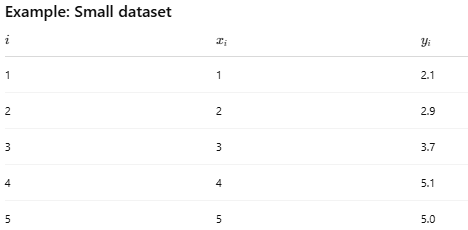 Example: Small dataset
i xᵢ yᵢ
1 1 2.1
2 2 2.9
3 3 3.7
4 4 5.1
5 5 5.0